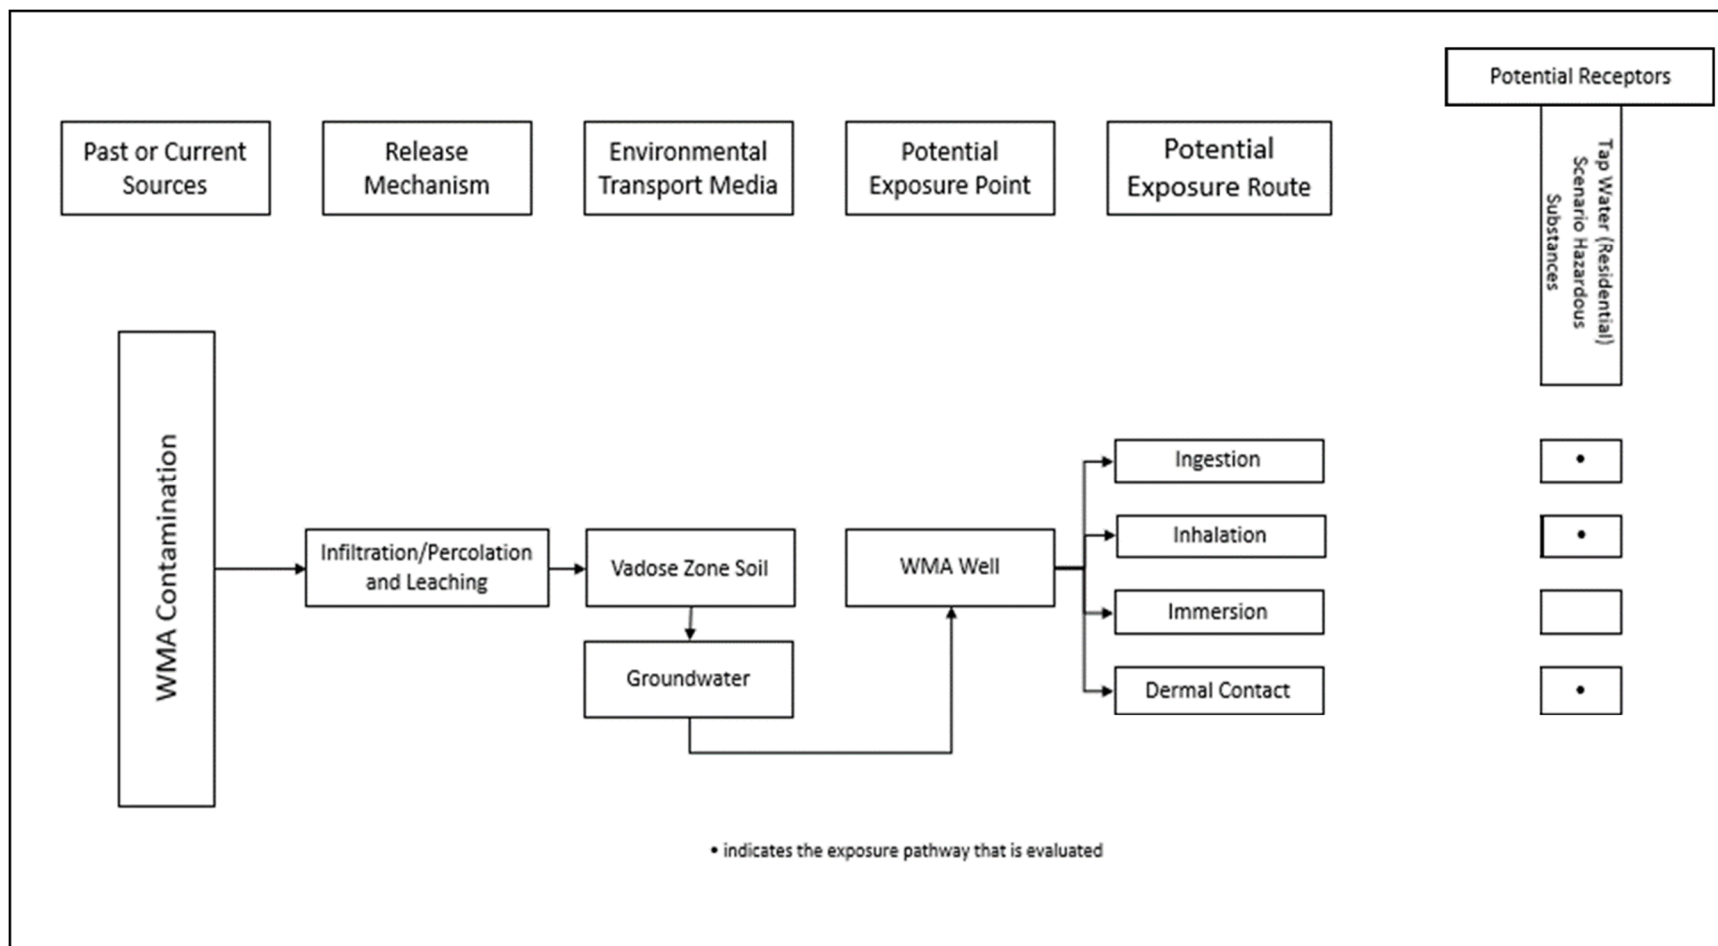 Potential Receptors
Past or Current
Sources
Release
Mechanism
Environmental
Transport Media
Potential
Exposure Point
Potential
Exposure Route
Tap Water (Residential)
Scenario Hazardous
Substances
WMA Contamination
Infiltration/Percolation
and Leaching
Vadose Zone Soil
Groundwater
WMA Well
Ingestion
•
Inhalation
•
Immersion
Dermal Contact
•
• indicates the exposure pathway that is evaluated